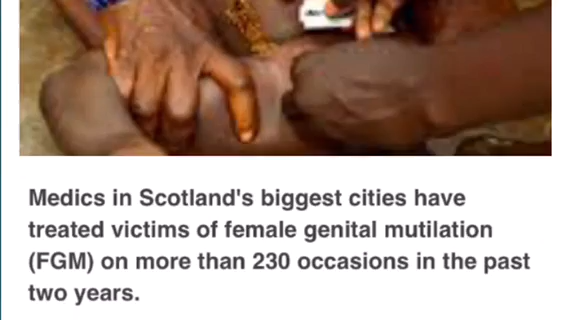 Medics in Scotland's biggest cities have
treated victims of female genital mutilation
(FGM) on more than 230 occasions in the past
two years.